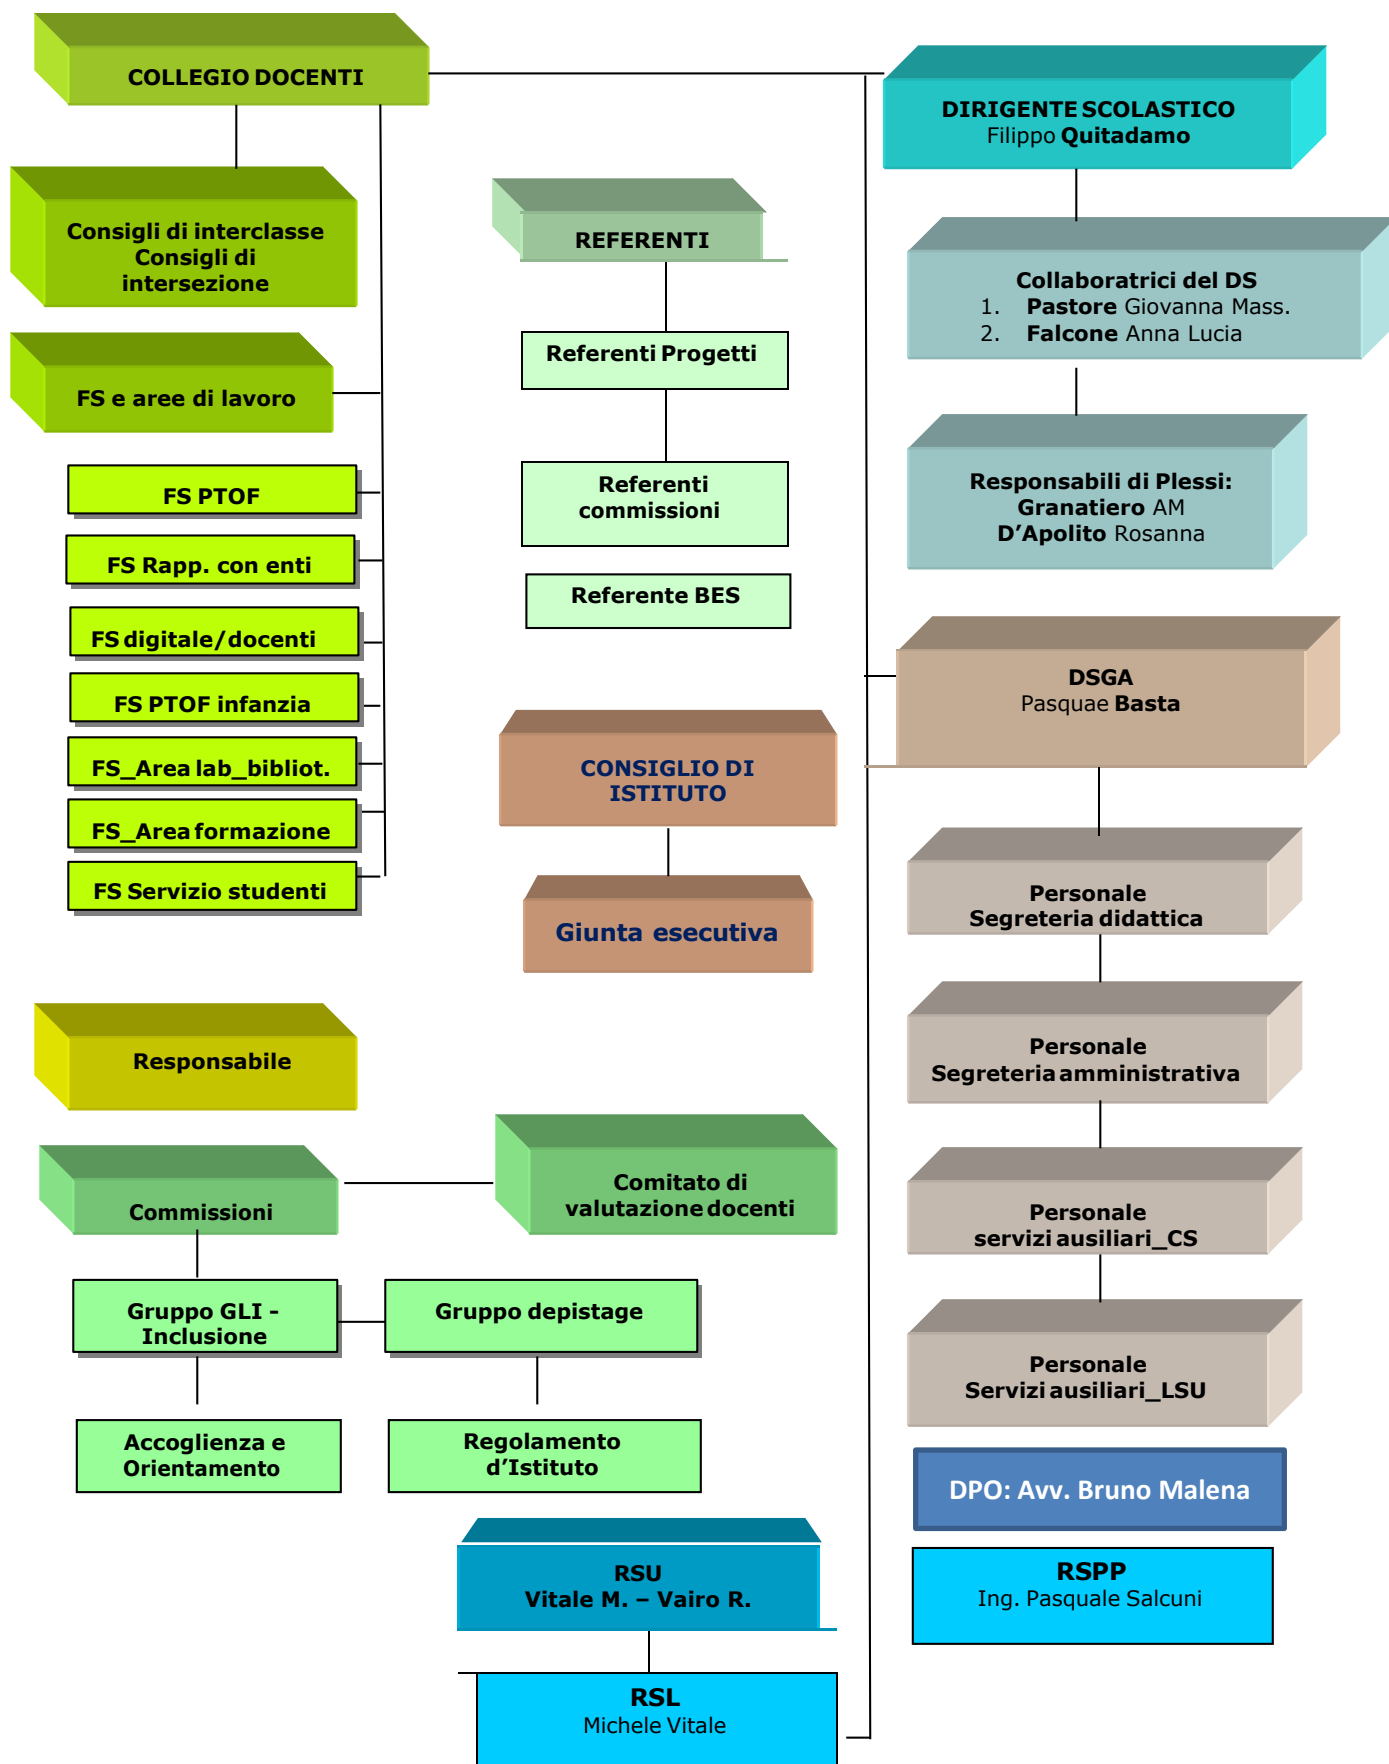 COLLEGIO DOCENTI
DIRIGENTE SCOLASTICO
Filippo Quitadamo
Consigli di interclasse
Consigli di
intersezione
REFERENTI
Collaboratrici del DS
1. Pastore Giovanna Mass.
2. Falcone Anna Lucia
FS e aree di lavoro
Referenti Progetti
FS PTOF
Referenti
commissioni
Responsabili di Plessi:
Granatiero AM
D'Apolito Rosanna
FS Rapp. con enti
Referente BES
FS digitale/docenti
FS PTOF infanzia
DSGA
Pasquae Basta
FS_Area lab_bibliot.
CONSIGLIO DI
ISTITUTO
FS_Area formazione
FS Servizio studenti
Giunta esecutiva
Personale
Segreteria didattica
Responsabile
Personale
Segreteria amministrativa
Commissioni
Comitato di
valutazione docenti
Personale
servizi ausiliari_CS
Gruppo GLI -
Inclusione
Gruppo depistage
Personale
Servizi ausiliari_LSU
Accoglienza e
Orientamento
Regolamento
d'Istituto
DPO: Avv. Bruno Malena
RSU
Vitale M. – Vairo R.
RSPP
Ing. Pasquale Salcuni
RSL
Michele Vitale